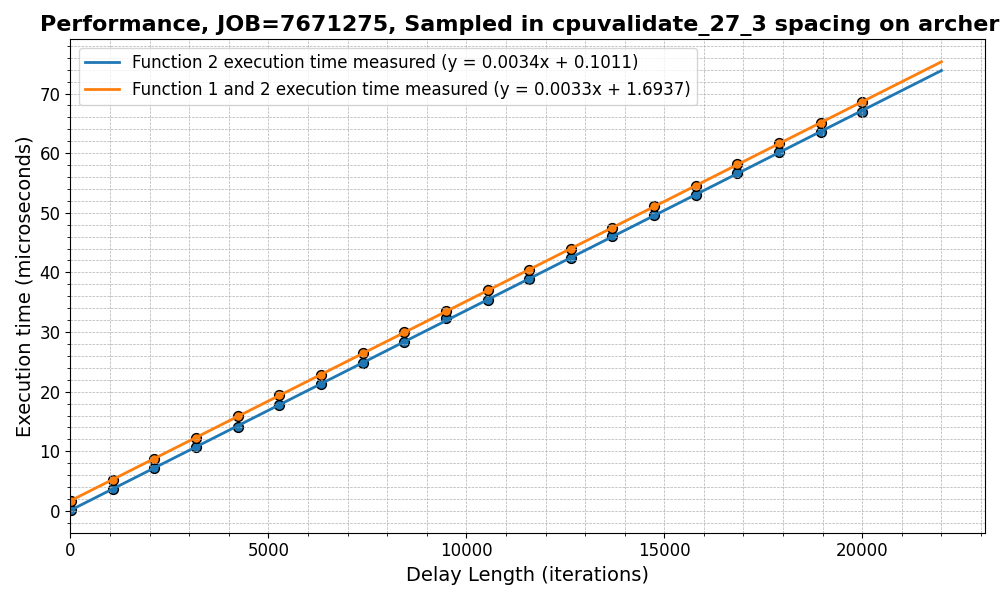 Performance, JOB=7671275, Sampled in cpuvalidate_27_3 spacing on archer
Function 2 execution time measured (y = 0.0034x + 0.1011)
Function 1 and 2 execution time measured (y = 0.0033x + 1.6937)
Execution time (microseconds)
70
60
50
40
30
20
10
0
0 5000 10000 15000 20000
Delay Length (iterations)